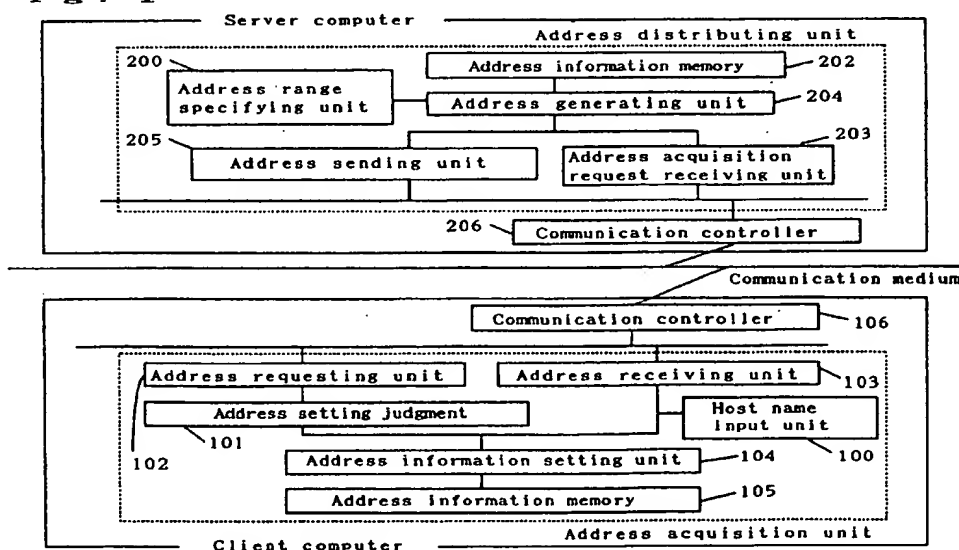 Server computer
Address distributing unit
200
Address information memory
202
Address range
specifying unit
Address generating unit
204
205
203
Address sending unit
Address acquisition
request receiving unit
206
Communication controller
Communication medium
Communication controller
106
Address requesting unit
Address receiving unit
103
Address setting judgment
Host name
input unit
101
102
100
Address information setting unit
104
Address information memory
105
Address acquisition unit
Client computer